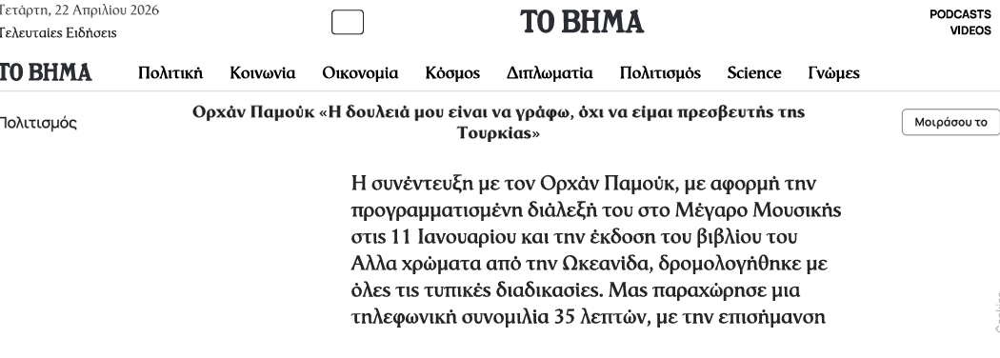 Τετάρτη, 22 Απριλίου 2026
Τελευταίες Ειδήσεις
ΤΟ ΒΗΜΑ
PODCASTS
VIDEOS
ΤΟ ΒΗΜΑ Πολιτική Κοινωνία Οικονομία Κόσμος Διπλωματία Πολιτισμός Science Γνώμες
Πολιτισμός
Ορχάν Παμούκ «Η δουλειά μου είναι να γράφω, όχι να είμαι πρεσβευτής της
Τουρκίας»
Μοιράσου το
Η συνέντευξη με τον Ορχάν Παμούκ, με αφορμή την
προγραμματισμένη διάλεξή του στο Μέγαρο Μουσικής
στις 11 Ιανουαρίου και την έκδοση του βιβλίου του
Αλλα χρώματα από την Ωκεανίδα, δρομολογήθηκε με
όλες τις τυπικές διαδικασίες. Μας παραχώρησε μια
τηλεφωνική συνομιλία 35 λεπτών, με την επισήμανση